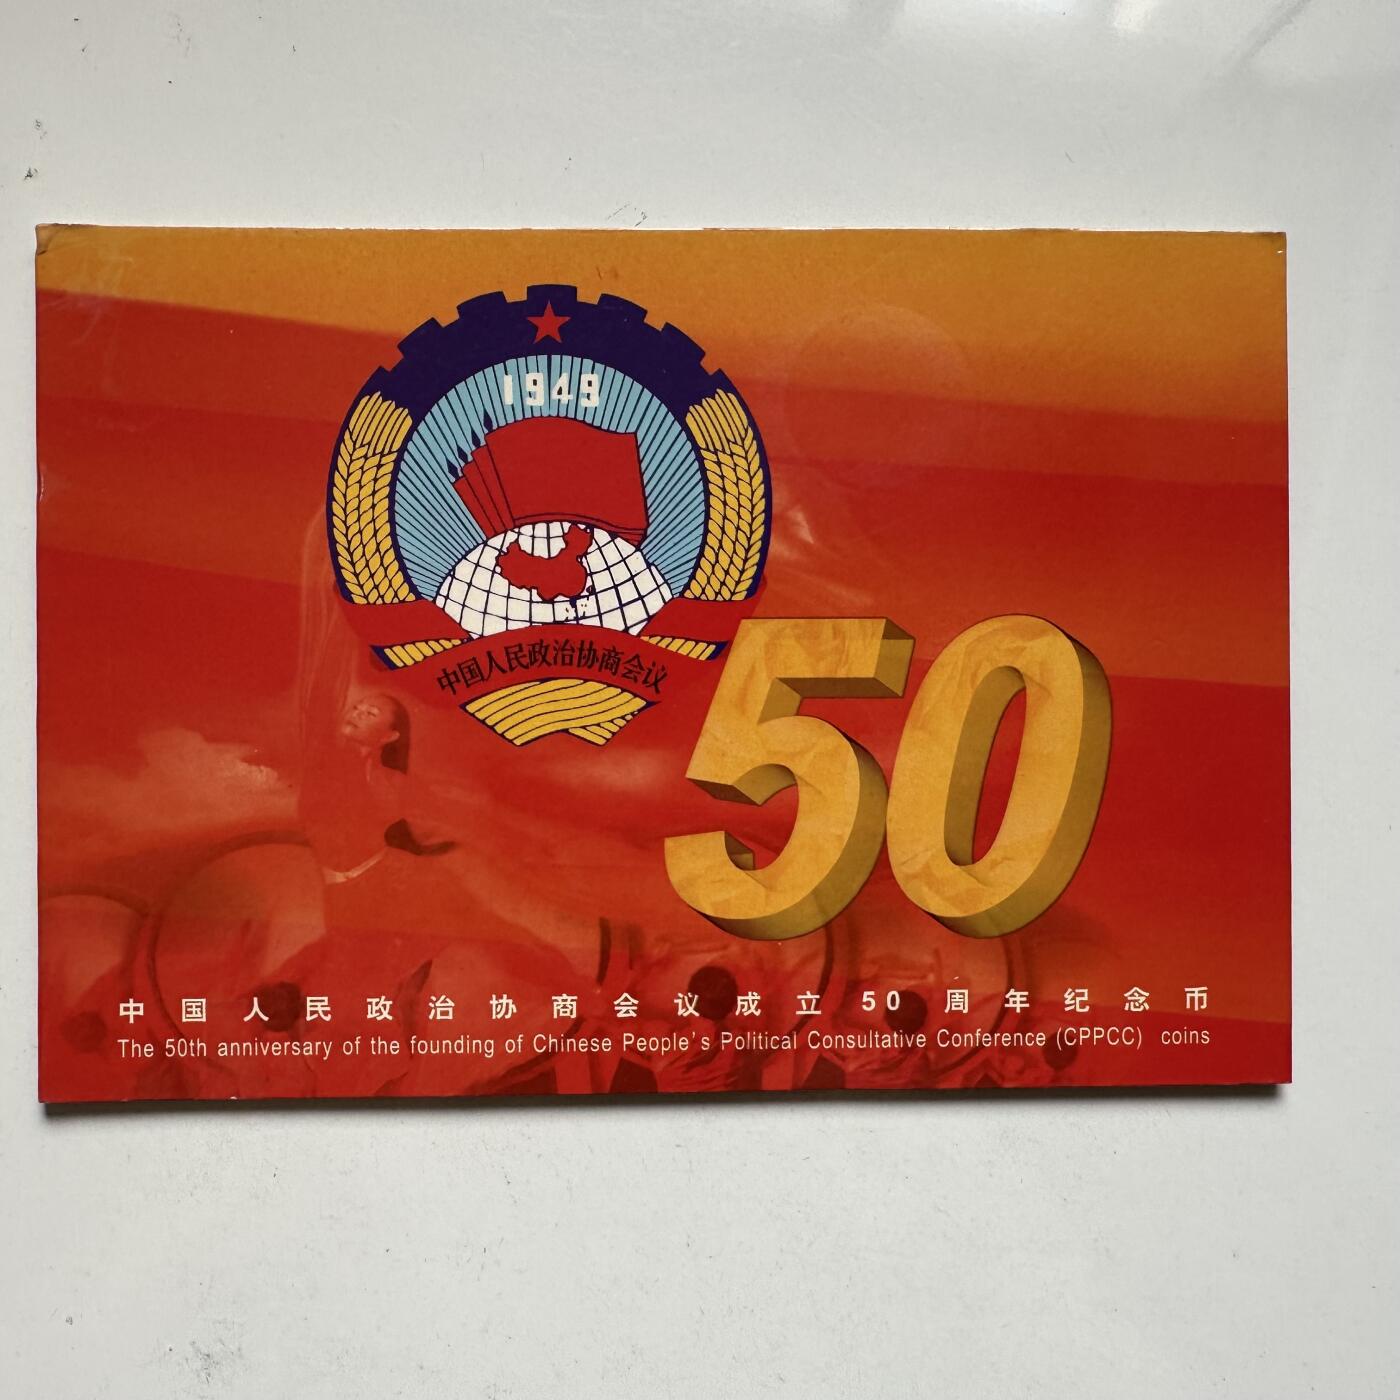 1949
中国人民政治协商会议
50
中国人民政治协商会议成立50周年纪念币
The 50th anniversary of the founding of Chinese People's Political Consultative Conference (CPPCC) coins